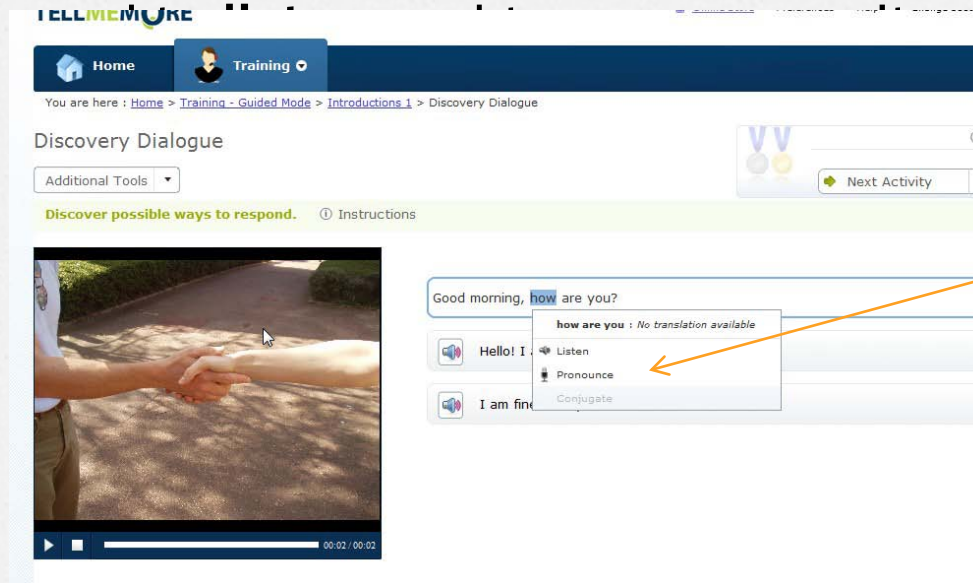 TELLMEMORE
Home
Training
You are here : Home > Training - Guided Mode > Introductions 1 > Discovery Dialogue
Discovery Dialogue
Additional Tools
Next Activity
Discover possible ways to respond.
Instructions
Good morning, how are you?
how are you : No translation available
Hello! I
Listen
Pronounce
I am fine
Conjugate
00:02/00:02